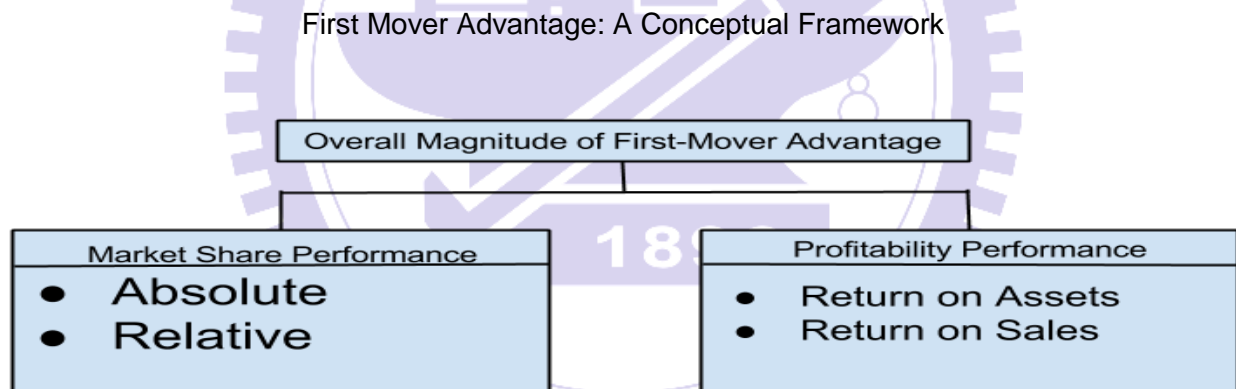 First Mover Advantage: A Conceptual Framework
Overall Magnitude of First-Mover Advantage
Market Share Performance
● Absolute
● Relative
Profitability Performance
● Return on Assets
● Return on Sales